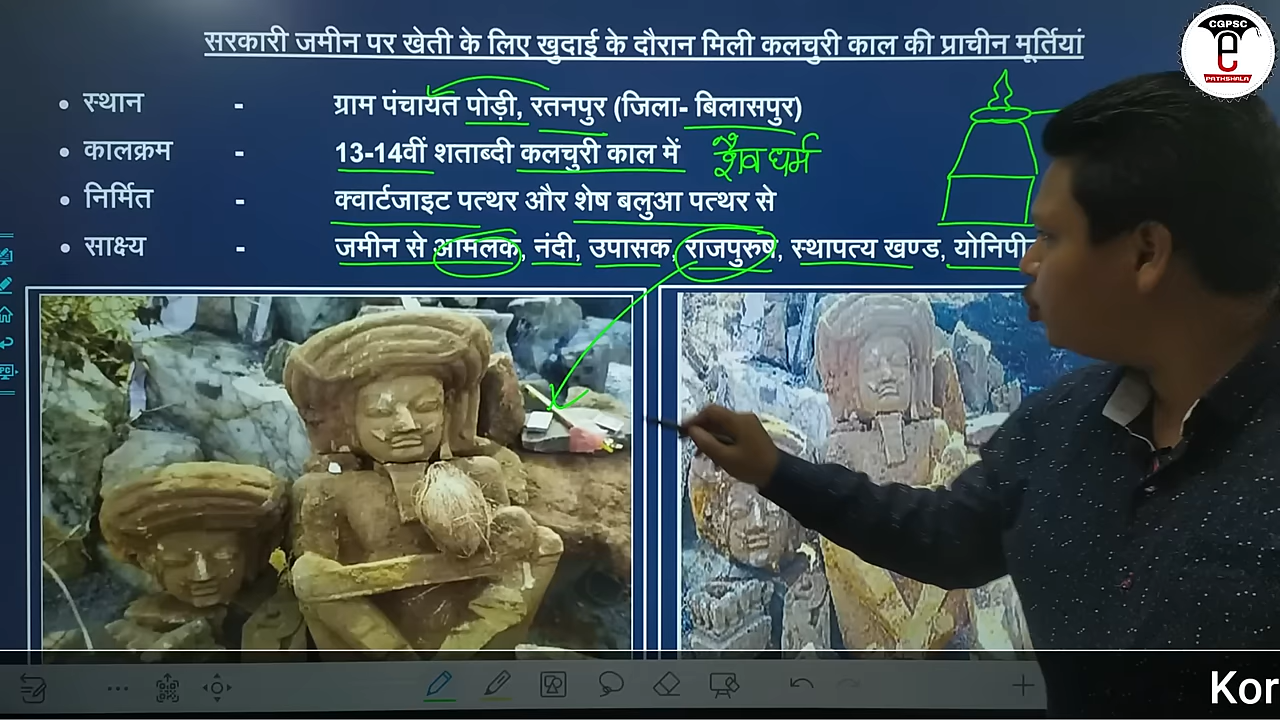 सरकारी जमीन पर खेती के लिए खुदाई के दौरान मिली कलचुरी काल की प्राचीन मूर्तियां
CGPSC
e
PATHSHALA
• स्थान - ग्राम पंचायत पोड़ी, रतनपुर (जिला- बिलासपुर)
• कालक्रम - 13-14वीं शताब्दी कलचुरी काल में शैव धर्म
• निर्मित - क्वार्टजाइट पत्थर और शेष बलुआ पत्थर से
• साक्ष्य - जमीन से आमलक, नंदी, उपासक, राजपुरुष, स्थापत्य खण्ड,
PC
Kor